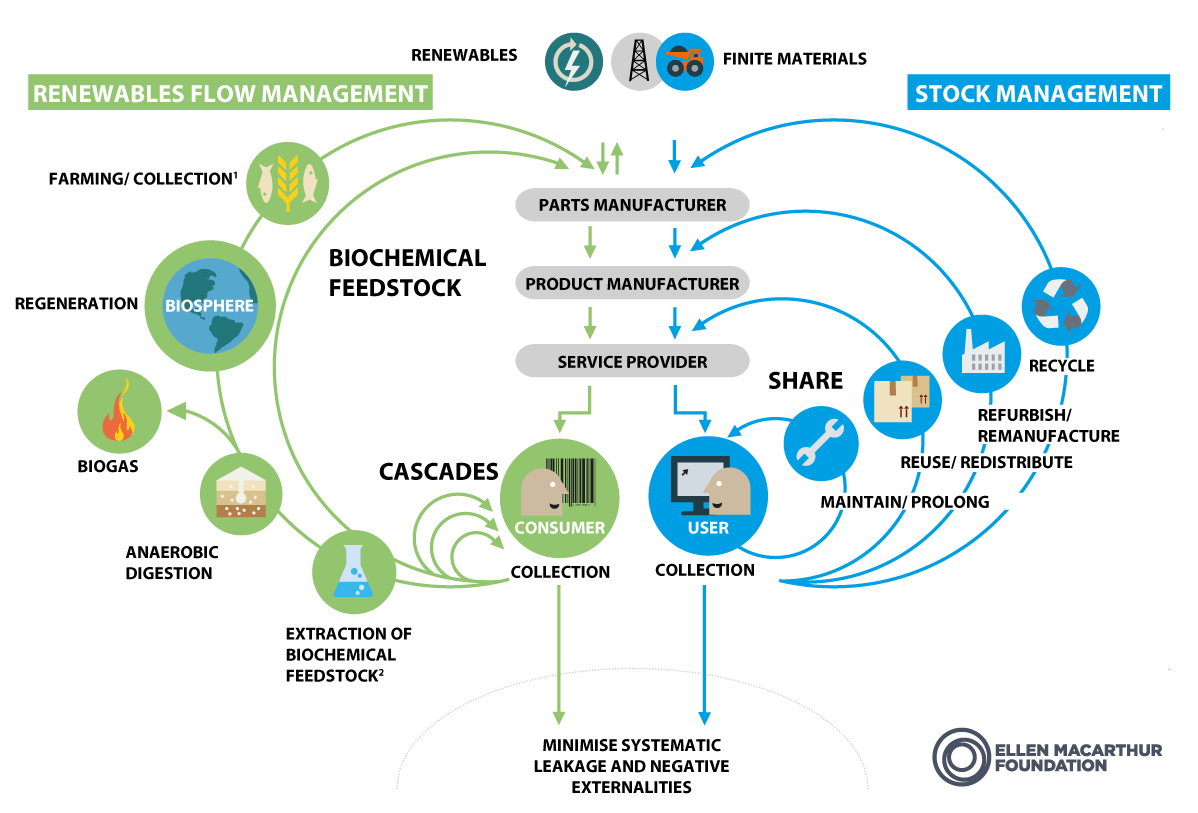 RENEWABLES
FINITE MATERIALS
RENEWABLES FLOW MANAGEMENT
STOCK MANAGEMENT
FARMING/ COLLECTION¹
PARTS MANUFACTURER
BIOCHEMICAL
FEEDSTOCK
REGENERATION
BIOSPHERE
PRODUCT MANUFACTURER
SERVICE PROVIDER
RECYCLE
SHARE
REFURBISH/
REMANUFACTURE
REUSE/ REDISTRIBUTE
MAINTAIN/ PROLONG
BIOGAS
CASCADES
CONSUMER
USER
ANAEROBIC
DIGESTION
COLLECTION
COLLECTION
EXTRACTION OF
BIOCHEMICAL
FEEDSTOCK²
MINIMISE SYSTEMATIC
LEAKAGE AND NEGATIVE
EXTERNALITIES
ELLEN MACARTHUR
FOUNDATION